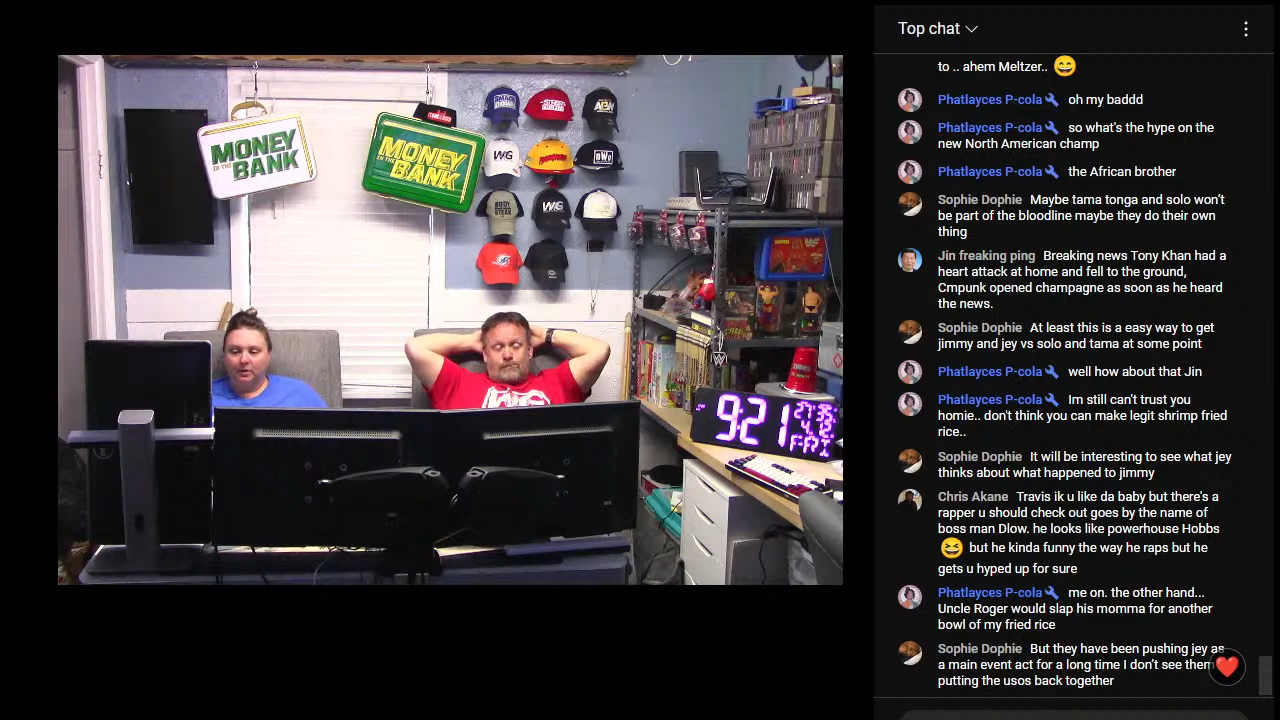 Top chat
to .. ahem Meltzer..
Phatlayces P-cola oh my baddd
Phatlayces P-cola so what's the hype on the
new North American champ
Phatlayces P-cola the African brother
Sophie Dophie Maybe tama tonga and solo won't
be part of the bloodline maybe they do their own
thing
Jin freaking ping Breaking news Tony Khan had a
heart attack at home and fell to the ground,
Cmpunk opened champagne as soon as he heard
the news.
Sophie Dophie At least this is a easy way to get
jimmy and jey vs solo and tama at some point
Phatlayces P-cola well how about that Jin
Phatlayces P-cola Im still can't trust you
homie.. don't think you can make legit shrimp fried
rice..
Sophie Dophie It will be interesting to see what jey
thinks about what happened to jimmy
Chris Akane Travis ik u like da baby but there's a
rapper u should check out goes by the name of
boss man Dlow. he looks like powerhouse Hobbs
but he kinda funny the way he raps but he
gets u hyped up for sure
Phatlayces P-cola me on. the other hand...
Uncle Roger would slap his momma for another
bowl of my fried rice
Sophie Dophie But they have been pushing jey as
a main event act for a long time I don't see them
putting the usos back together
MONEY
IN THE BANK
MONEY
IN THE BANK
WG
nWo
WG
9:21
4.12
FRI